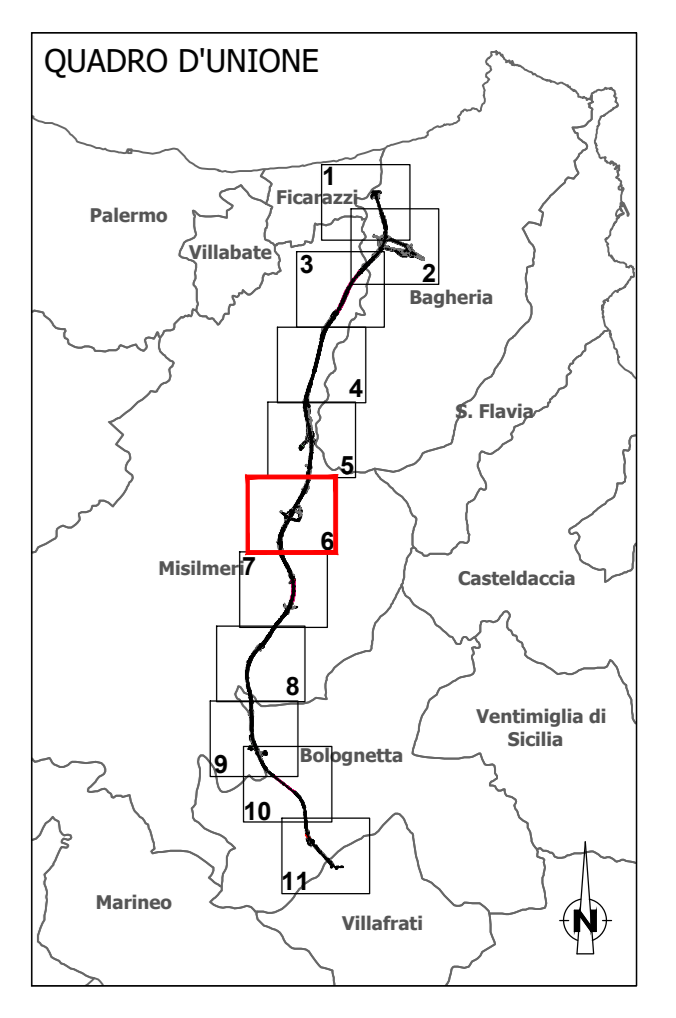 QUADRO D'UNIONE
1
Ficarazzi
Palermo
Villabate
3
2
Bagheria
4
S. Flavia
5
6
Misilmeri
7
Casteldaccia
8
Ventimiglia di
Sicilia
Bolognetta
9
10
11
Marineo
Villafrati
N